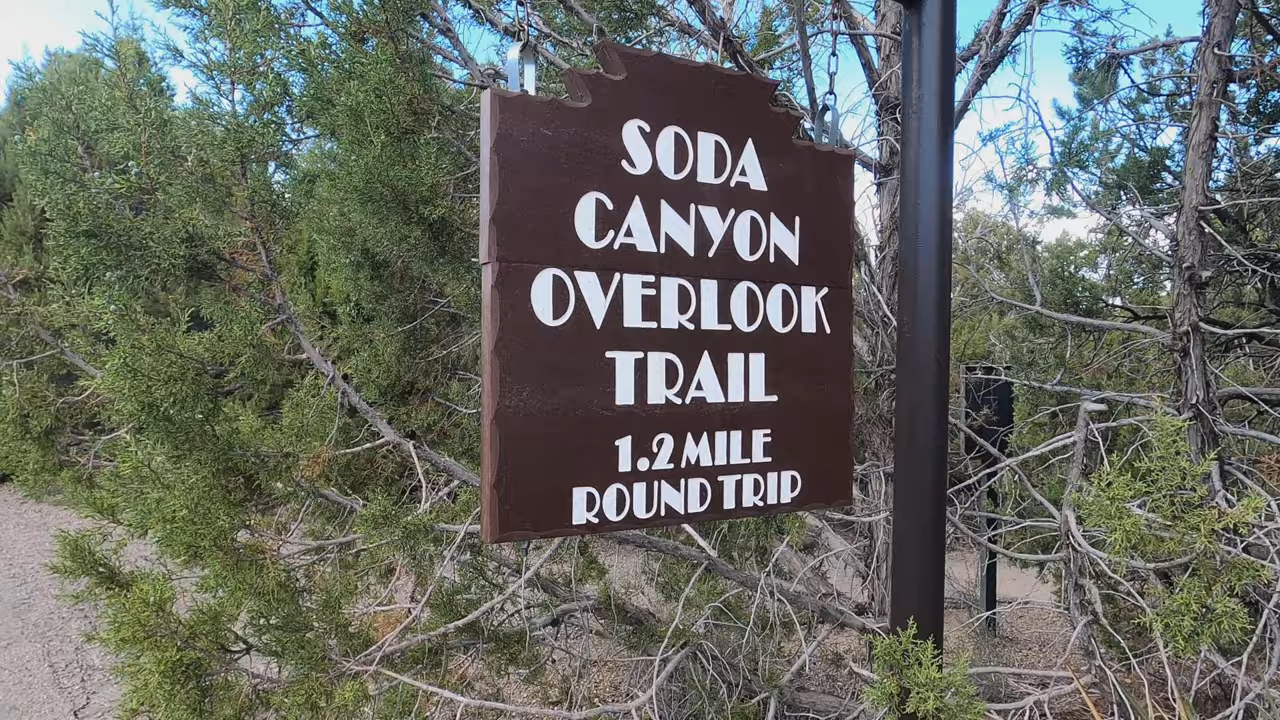 SODA
CANYON
OVERLOOK
TRAIL
1.2 MILE
ROUND TRIP